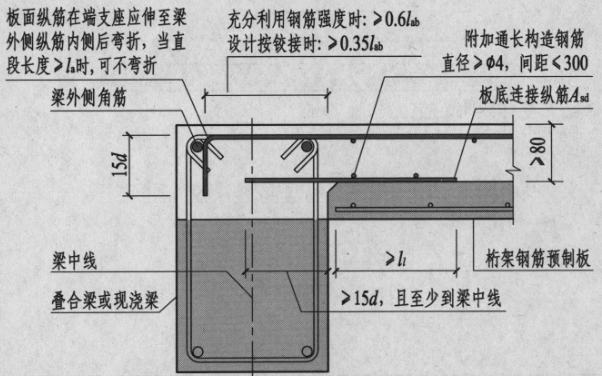 板面纵筋在端支座应伸至梁
外侧纵筋内侧后弯折，当直
段长度≥la时，可不弯折
梁外侧角筋
充分利用钢筋强度时：≥0.6lab
设计按铰接时：≥0.35lab
附加通长构造钢筋
直径≥ϕ4，间距≤300
板底连接纵筋Asd
15d
≥80
梁中线
叠合梁或现浇梁
≥ll
≥15d，且至少到梁中线
桁架钢筋预制板